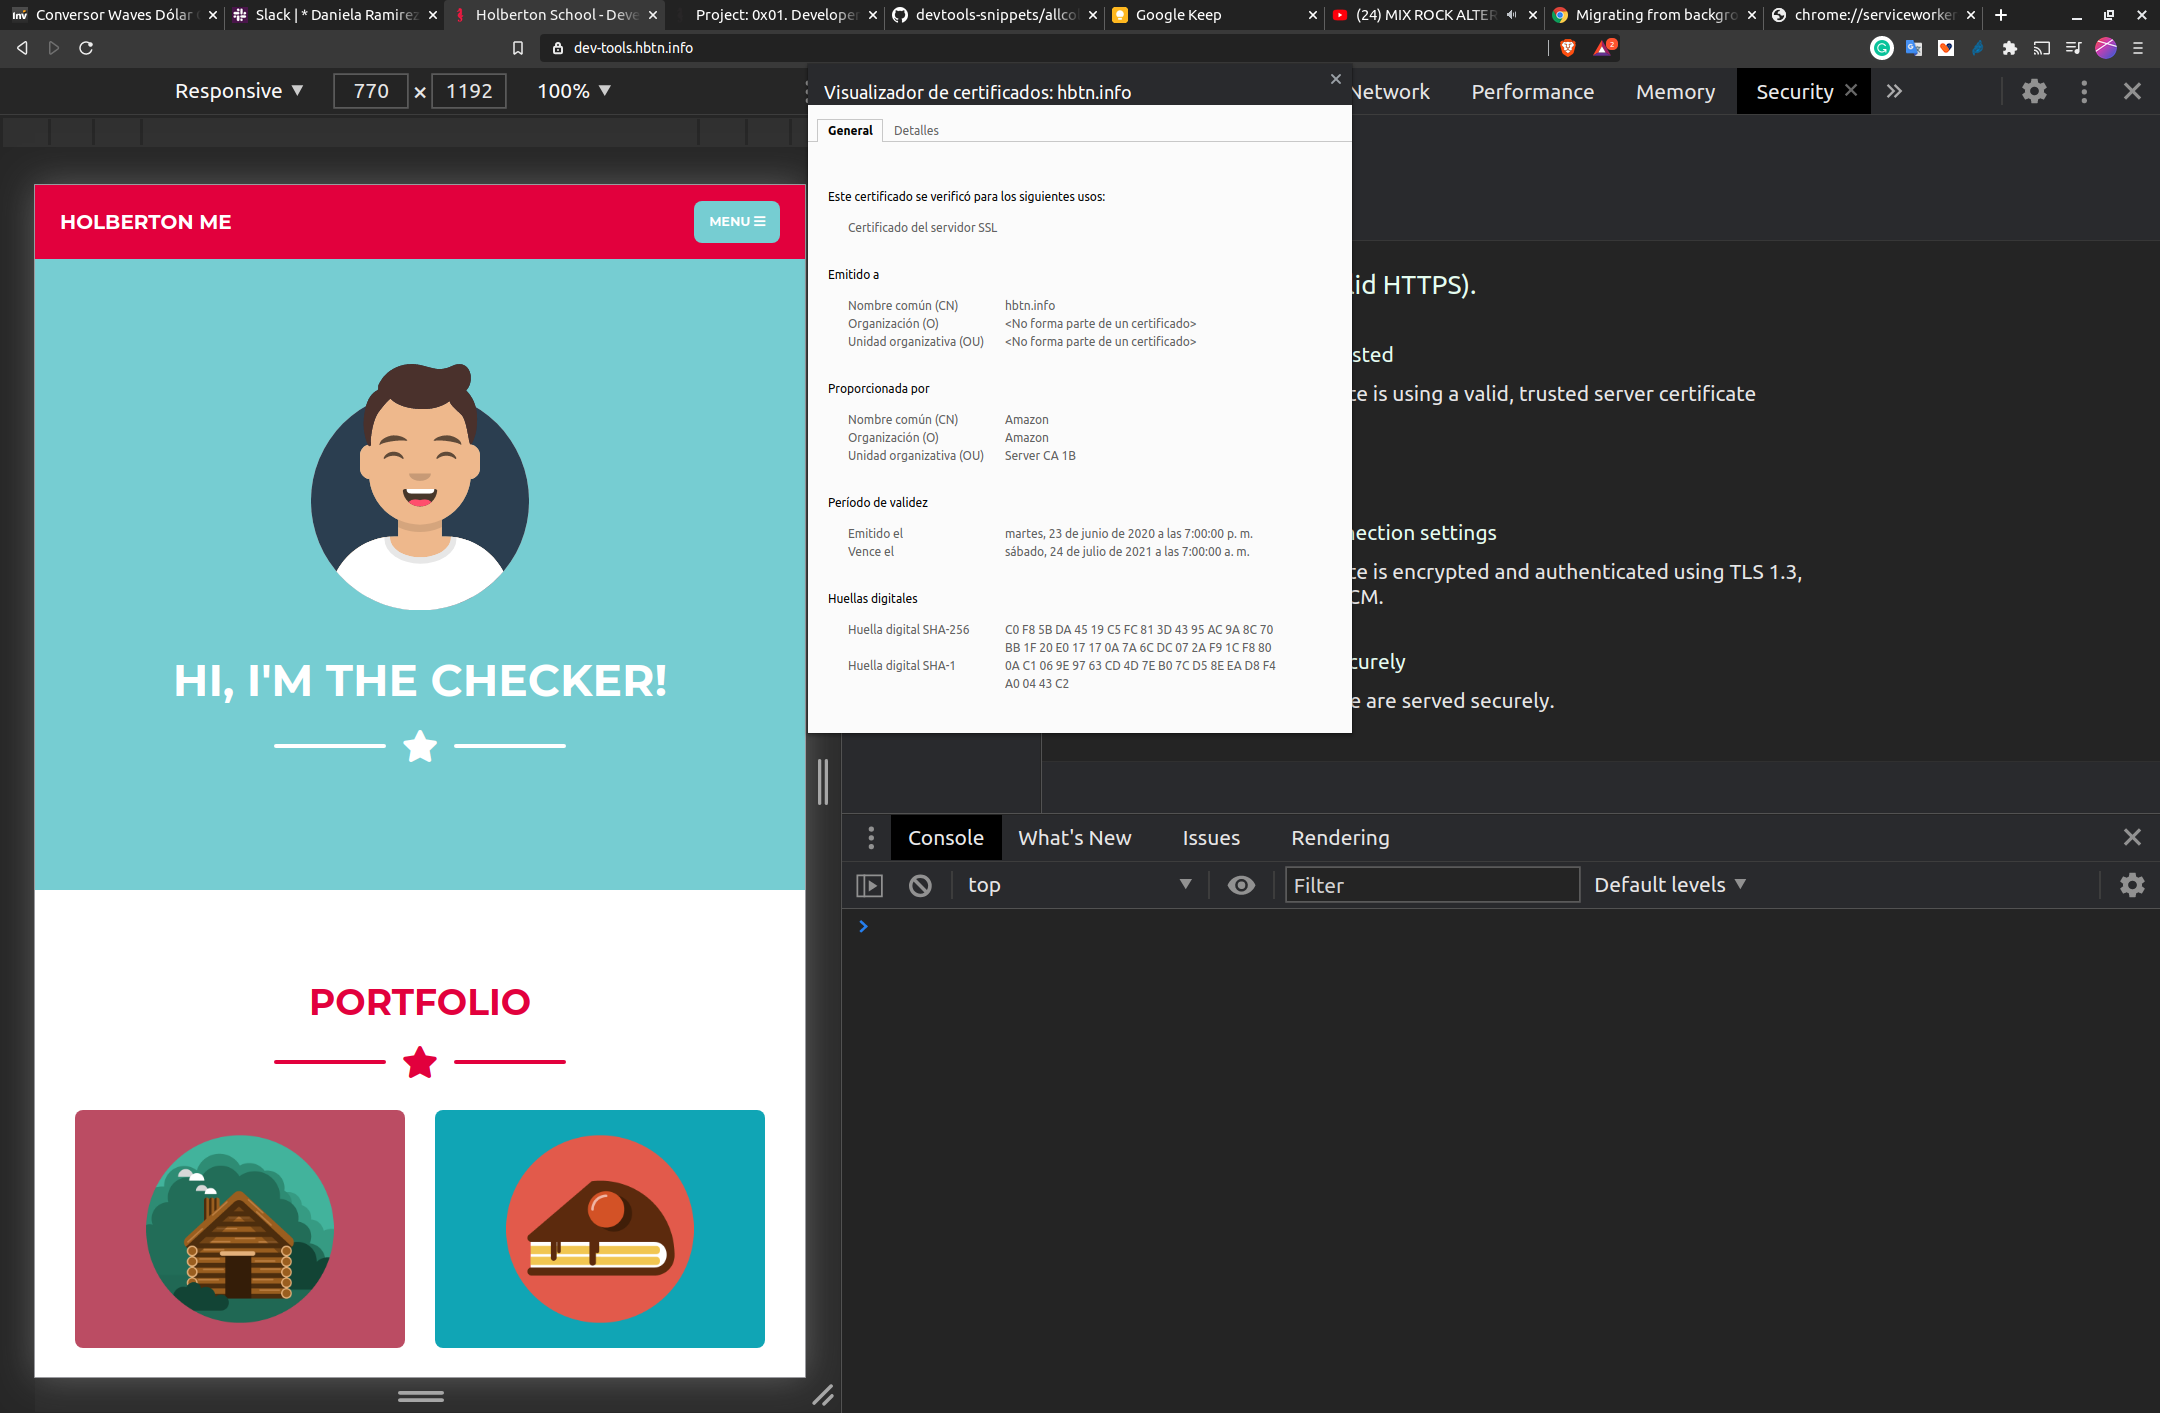 Conversor Waves Dólar
Slack | * Daniela Ramirez
Holberton School - Deve
Project: 0x01. Developer
devtools-snippets/allcol
Google Keep
(24) MIX ROCK ALTER
Migrating from backgro
chrome://serviceworker
dev-tools.hbtn.info
2
Responsive
770 × 1192
100%
Network
Performance
Memory
Security
HOLBERTON ME
MENU
HI, I'M THE CHECKER!
PORTFOLIO
Visualizador de certificados: hbtn.info
General
Detalles
Este certificado se verificó para los siguientes usos:
Certificado del servidor SSL
Emitido a
Nombre común (CN) hbtn.info
Organización (O) <No forma parte de un certificado>
Unidad organizativa (OU) <No forma parte de un certificado>
Proporcionada por
Nombre común (CN) Amazon
Organización (O) Amazon
Unidad organizativa (OU) Server CA 1B
Período de validez
Emitido el martes, 23 de junio de 2020 a las 7:00:00 p. m.
Vence el sábado, 24 de julio de 2021 a las 7:00:00 a. m.
Huellas digitales
Huella digital SHA-256 C0 F8 5B DA 45 19 C5 FC 81 3D 43 95 AC 9A 8C 70
BB 1F 20 E0 17 17 0A 7A 6C DC 07 2A F9 1C F8 80
Huella digital SHA-1 0A C1 06 9E 97 63 CD 4D 7E B0 7C D5 8E EA D8 F4
A0 04 43 C2
lid HTTPS).
sted
te is using a valid, trusted server certificate
nection settings
te is encrypted and authenticated using TLS 1.3,
CM.
curely
e are served securely.
Console
What's New
Issues
Rendering
top
Filter
Default levels